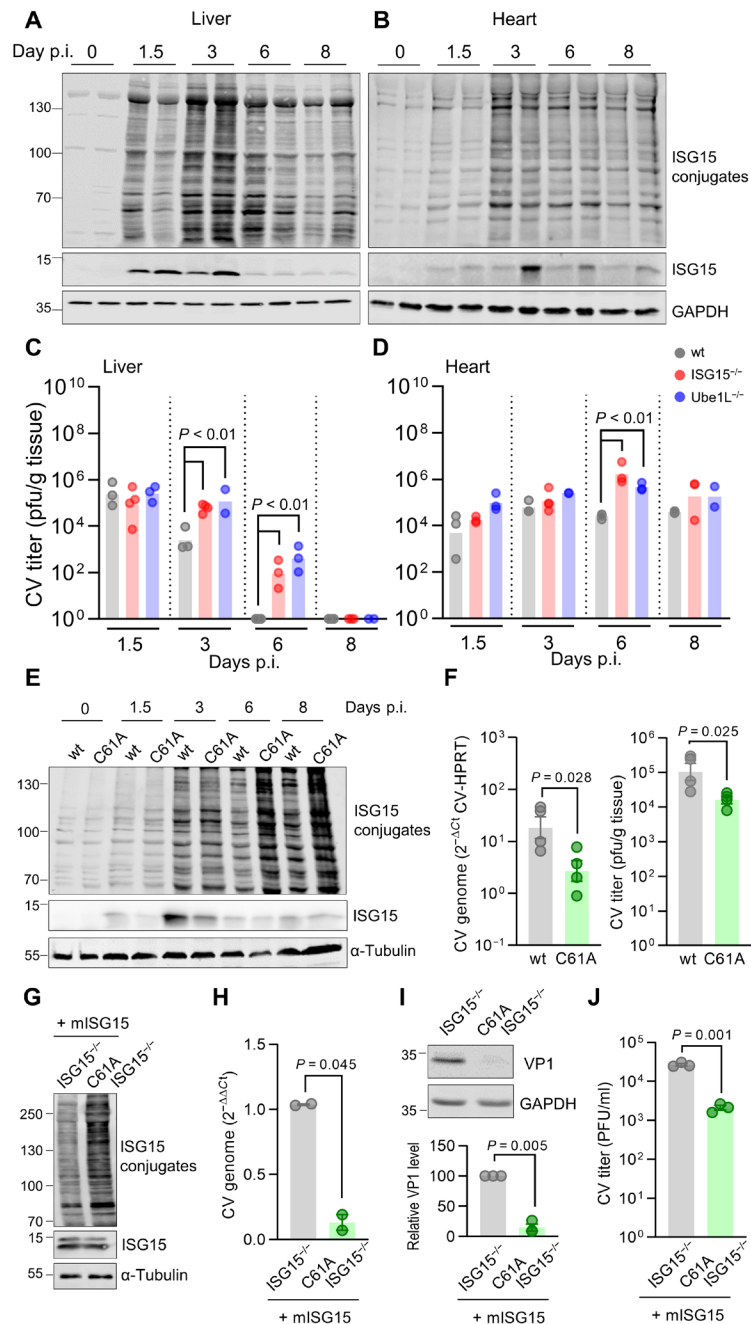 A
Liver
Day p.i. 0 1.5 3 6 8
130
100
70
15
35
B
Heart
0 1.5 3 6 8
ISG15
conjugates
ISG15
GAPDH
C
Liver
CV titer (pfu/g tissue)
10^10
10^8
10^6
10^4
10^2
10^0
P < 0.01
P < 0.01
1.5 3 6 8
Days p.i.
D
Heart
10^10
10^8
10^6
10^4
10^2
10^0
P < 0.01
wt
ISG15−/−
Ube1L−/−
1.5 3 6 8
Days p.i.
E
0 1.5 3 6 8 Days p.i.
wt C61A wt C61A wt C61A wt C61A wt C61A
130
100
70
15
55
ISG15
conjugates
ISG15
α-Tubulin
F
CV genome (2−ΔCt CV-HPRT)
10^3
10^2
10^1
10^0
10^−1
P = 0.028
wt C61A
CV titer (pfu/g tissue)
10^6
10^5
10^4
10^3
10^2
10^1
10^0
P = 0.025
wt C61A
G
+ mISG15
ISG15−/−
C61A ISG15−/−
250
130
100
70
15
55
ISG15
conjugates
ISG15
α-Tubulin
H
CV genome (2−ΔΔCt)
1.5
1.0
0.5
0.0
P = 0.045
ISG15−/−
C61A ISG15−/−
+ mISG15
I
ISG15−/−
C61A ISG15−/−
35
VP1
35
GAPDH
Relative VP1 level
100
75
50
25
0
P = 0.005
ISG15−/−
C61A ISG15−/−
+ mISG15
J
CV titer (PFU/ml)
10^5
10^4
10^3
10^2
10^1
10^0
P = 0.001
ISG15−/−
C61A ISG15−/−
+ mISG15